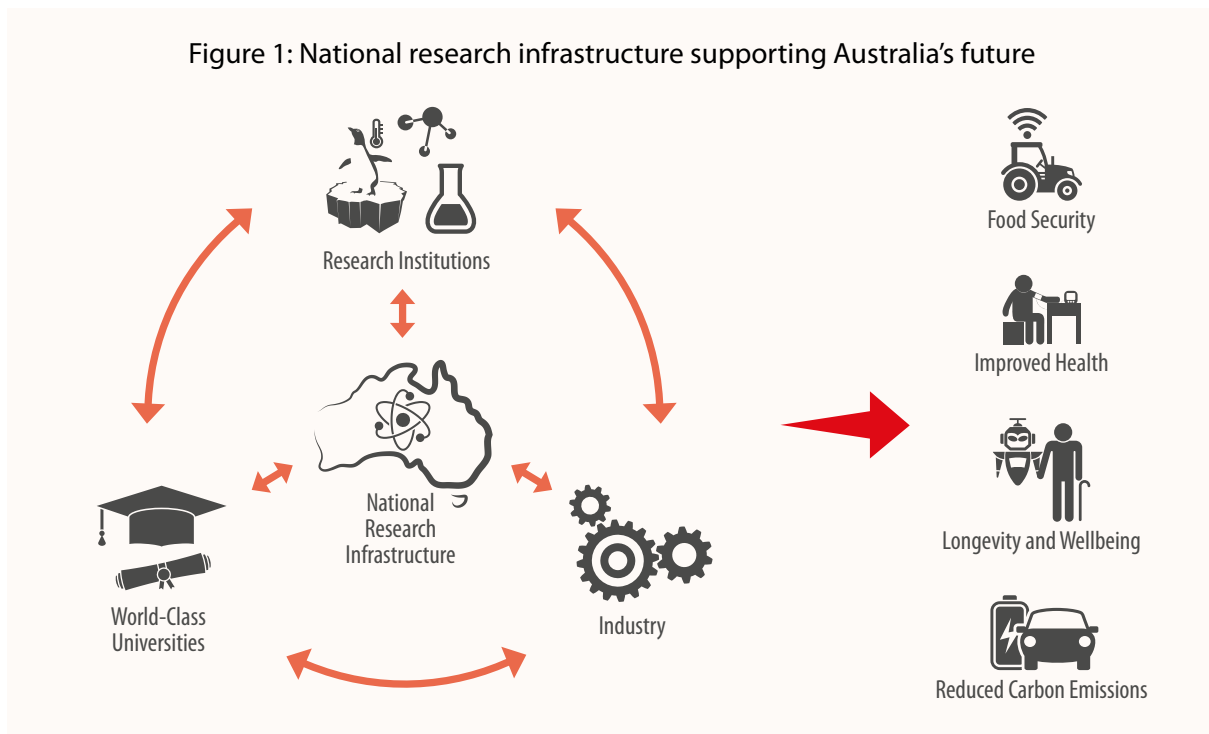 Figure 1: National research infrastructure supporting Australia’s future
Research Institutions
National
Research
Infrastructure
World-Class
Universities
Industry
Food Security
Improved Health
Longevity and Wellbeing
Reduced Carbon Emissions